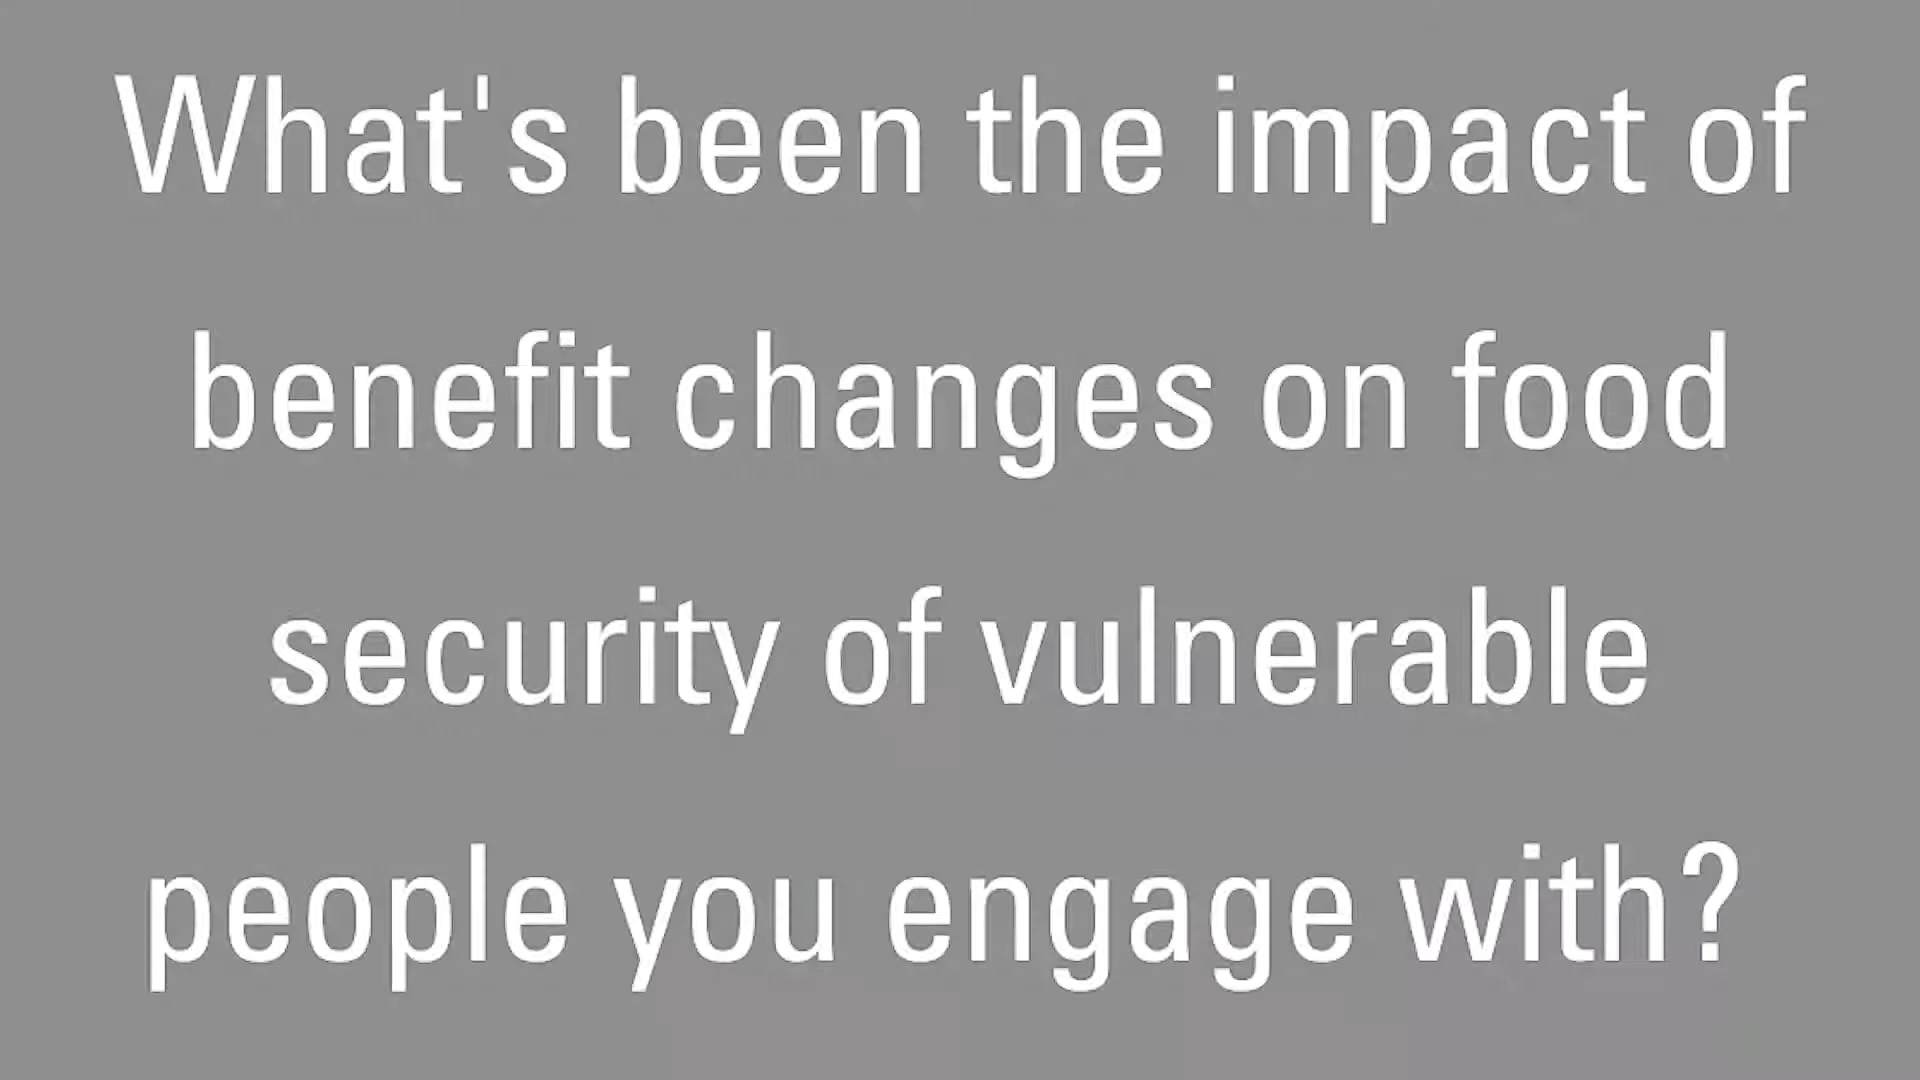 What's been the impact of
benefit changes on food
security of vulnerable
people you engage with?